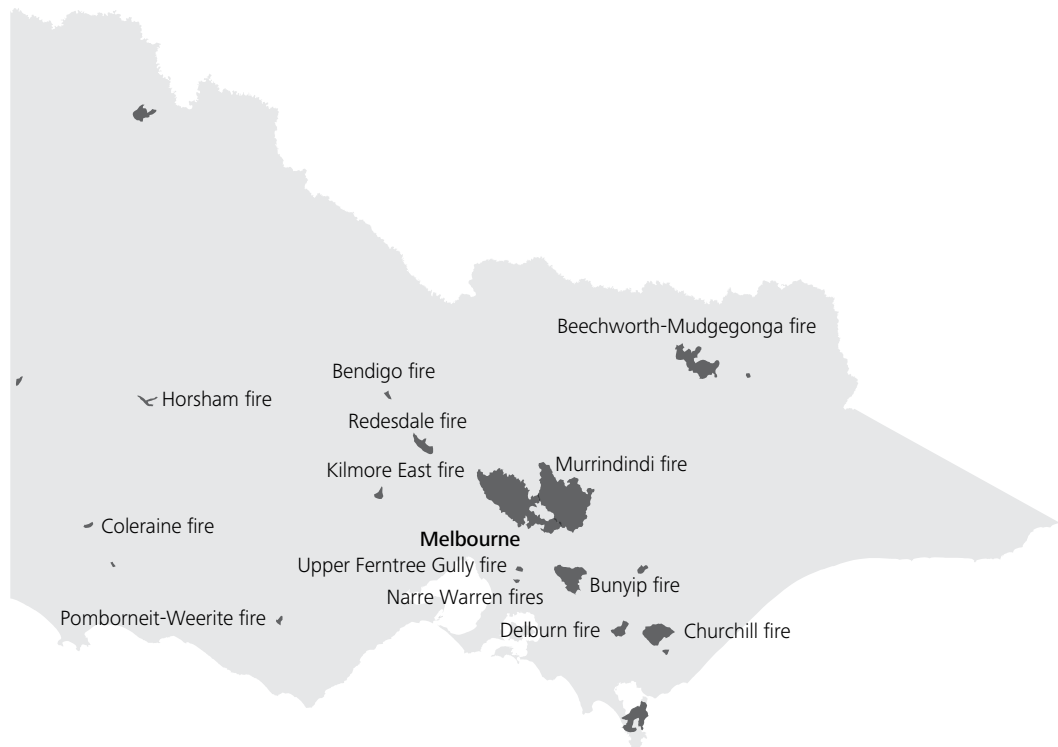 Beechworth-Mudgegonga fire
Bendigo fire
Horsham fire
Redesdale fire
Kilmore East fire
Murrindindi fire
Coleraine fire
Melbourne
Upper Ferntree Gully fire
Bunyip fire
Narre Warren fires
Pomborneit-Weerite fire
Delburn fire
Churchill fire